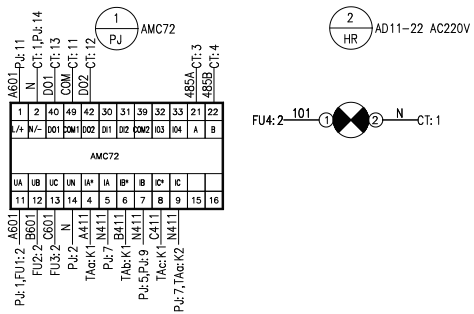 1
PJ
AMC72
2
HR
AD11-22 AC220V
A601 PJ:11
N CT:1,PJ:14
DO1 CT:13
COM CT:11
DO2 CT:12
485A CT:3
485B CT:4
1 2 40 49 42 30 31 39 32 33 21 22
L/+ N/- DO1 COM1 DO2 DI1 DI2 COM2 IO3 IO4 A B
AMC72
UA UB UC UN IA* IA IB* IB IC* IC
11 12 13 14 4 5 6 7 8 9 15 16
A601 PJ:1,FU1:2
B601 FU2:2
C601 FU3:2
N PJ:2
A411 TAa:K1
N411 PJ:7
B411 TAb:K1
N411 PJ:5,PJ:9
C411 TAc:K1
N411 PJ:7,TAa:K2
FU4:2 101 1 2 N CT:1